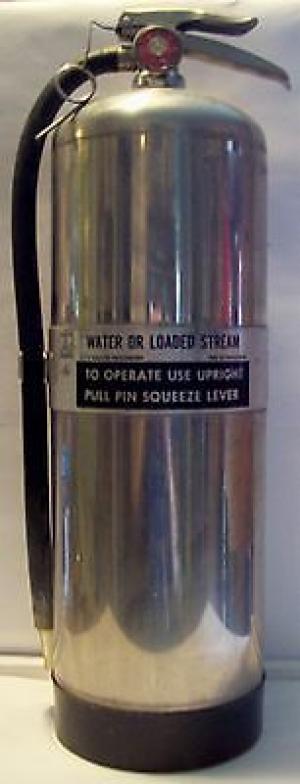 WATER OR LOADED STREAM
TO OPERATE USE UPRIGHT
PULL PIN SQUEEZE LEVER